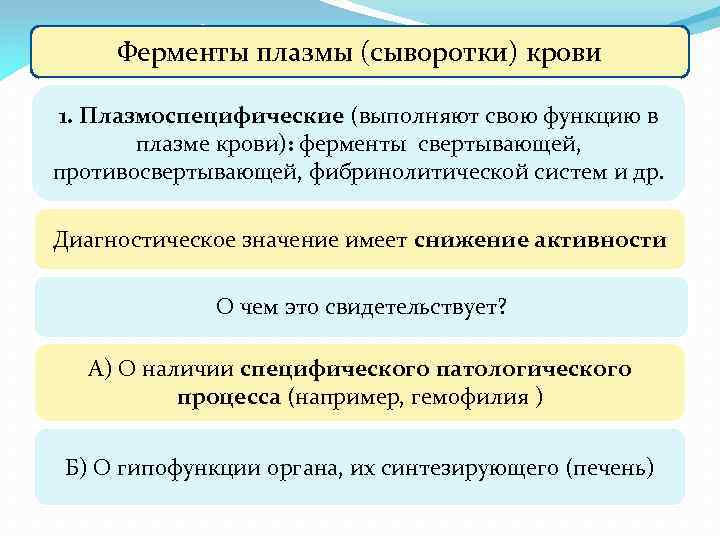 Ферменты плазмы (сыворотки) крови
1. Плазмоспецифические (выполняют свою функцию в
плазме крови): ферменты свертывающей,
противосвертывающей, фибринолитической систем и др.
Диагностическое значение имеет снижение активности
О чем это свидетельствует?
А) О наличии специфического патологического
процесса (например, гемофилия )
Б) О гипофункции органа, их синтезирующего (печень)